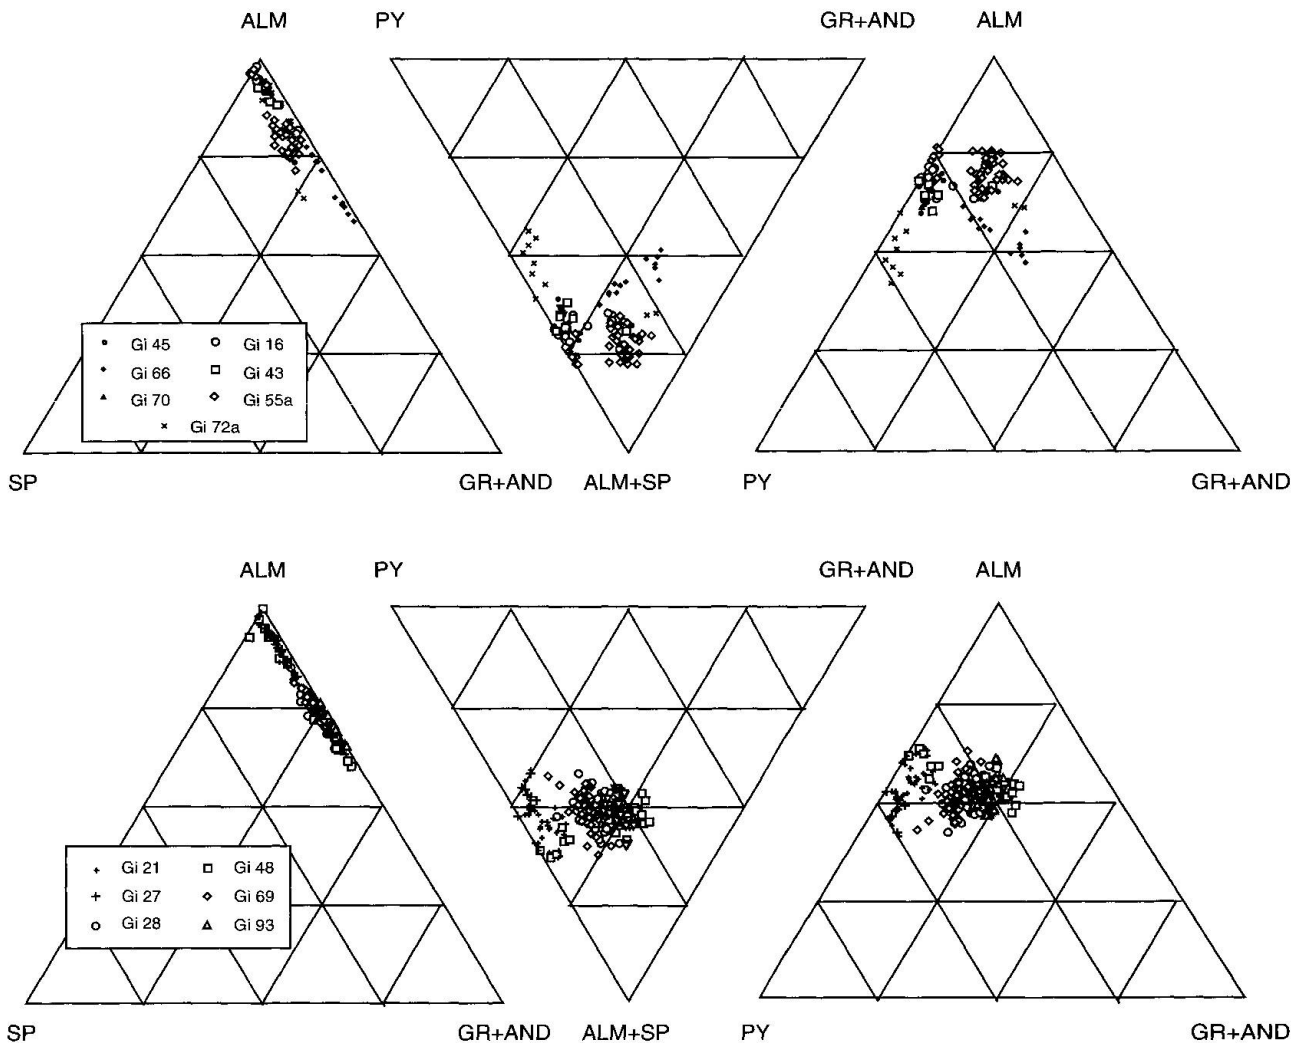 ALM PY GR+AND ALM
Gi 45 Gi 16
Gi 66 Gi 43
Gi 70 Gi 55a
Gi 72a
SP GR+AND ALM+SP PY GR+AND
ALM PY GR+AND ALM
Gi 21 Gi 48
Gi 27 Gi 69
Gi 28 Gi 93
SP GR+AND ALM+SP PY GR+AND